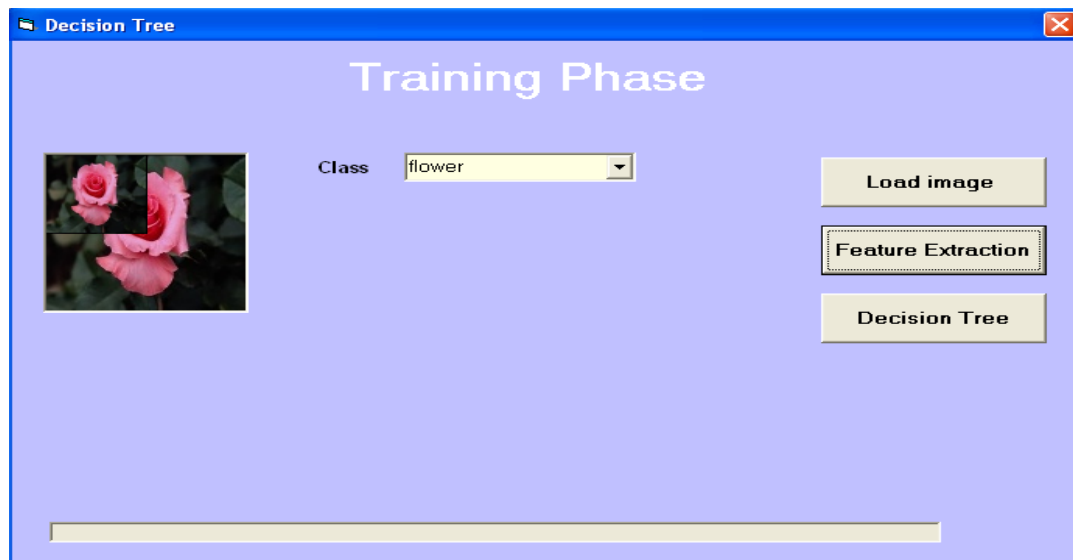 Decision Tree
Training Phase
Class
flower
Load image
Feature Extraction
Decision Tree